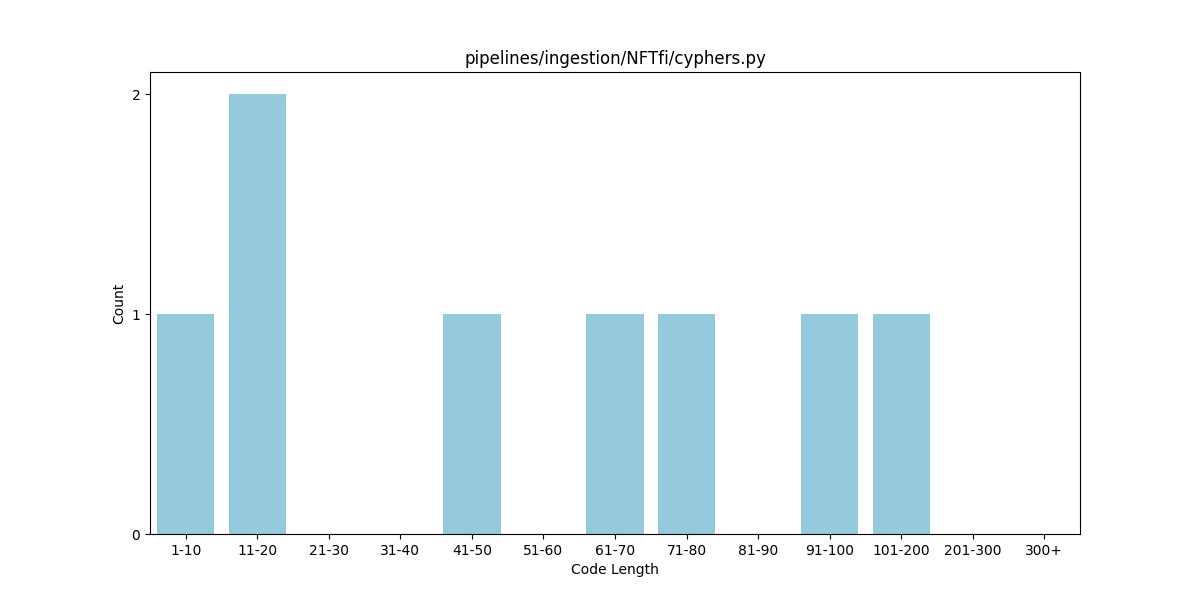 pipelines/ingestion/NFTfi/cyphers.py
2
1
0
Count
1-10 11-20 21-30 31-40 41-50 51-60 61-70 71-80 81-90 91-100 101-200 201-300 300+
Code Length